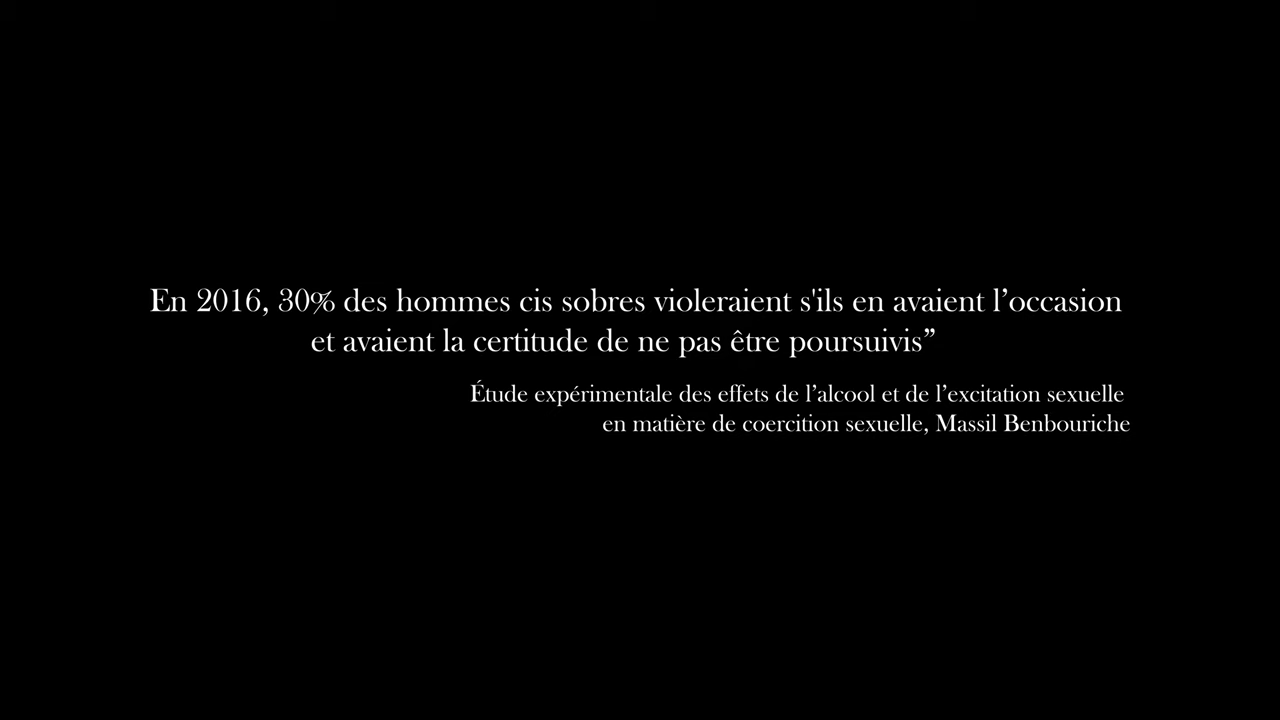 En 2016, 30% des hommes cis sobres violeraient s'ils en avaient l’occasion
et avaient la certitude de ne pas être poursuivis”
Étude expérimentale des effets de l’alcool et de l’excitation sexuelle
en matière de coercition sexuelle, Massil Benbouriche